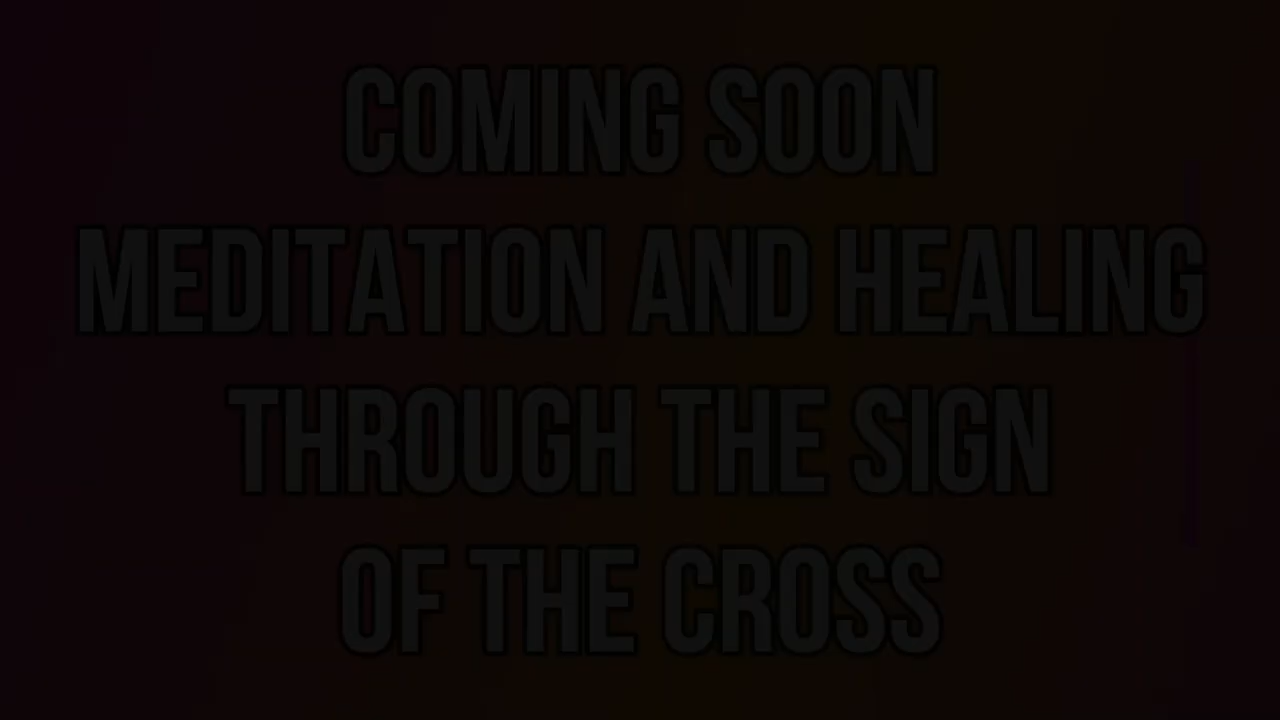 COMING SOON
MEDITATION AND HEALING
THROUGH THE SIGN
OF THE CROSS